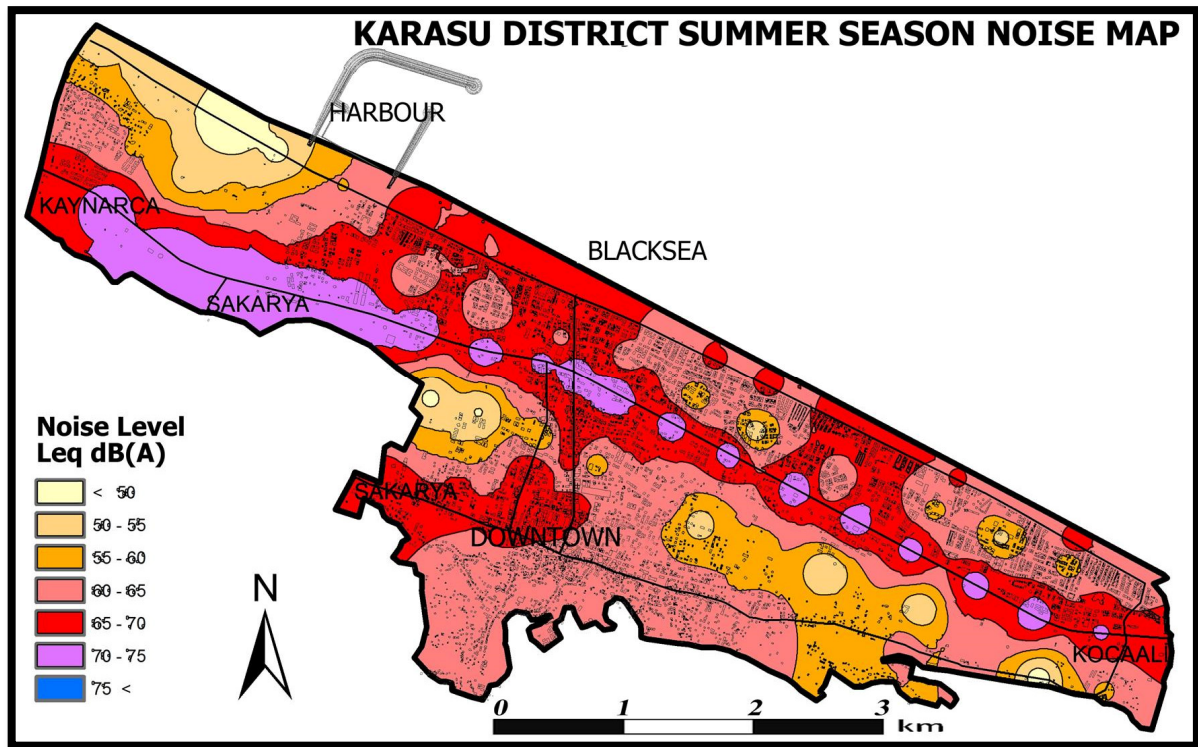 KARASU DISTRICT SUMMER SEASON NOISE MAP
HARBOUR
KAYNARCA
BLACKSEA
SAKARYA
Noise Level
Leq dB(A)
< 50
50 - 55
55 - 60
60 - 65
65 - 70
70 - 75
75 <
SAKARYA
DOWNTOWN
N
KOCAALI
0 1 2 3
km